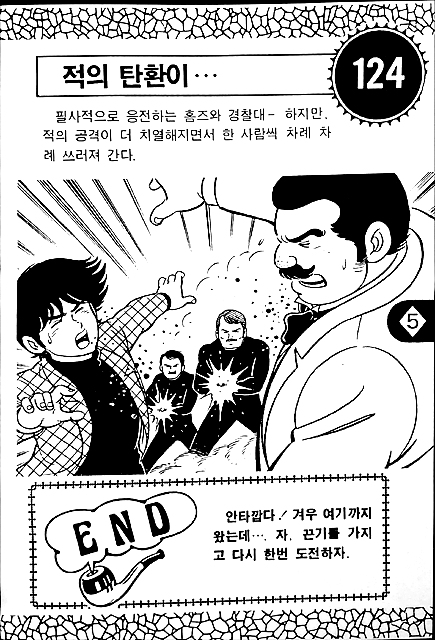 124
적의 탄환이…
필사적으로 응전하는 홈즈와 경찰대— 하지만,
적의 공격이 더 치열해지면서 한 사람씩 차례 차
례 쓰러져 간다.
5
END
안타깝다! 겨우 여기까지
왔는데…. 자, 끈기를 가지
고 다시 한번 도전하자.